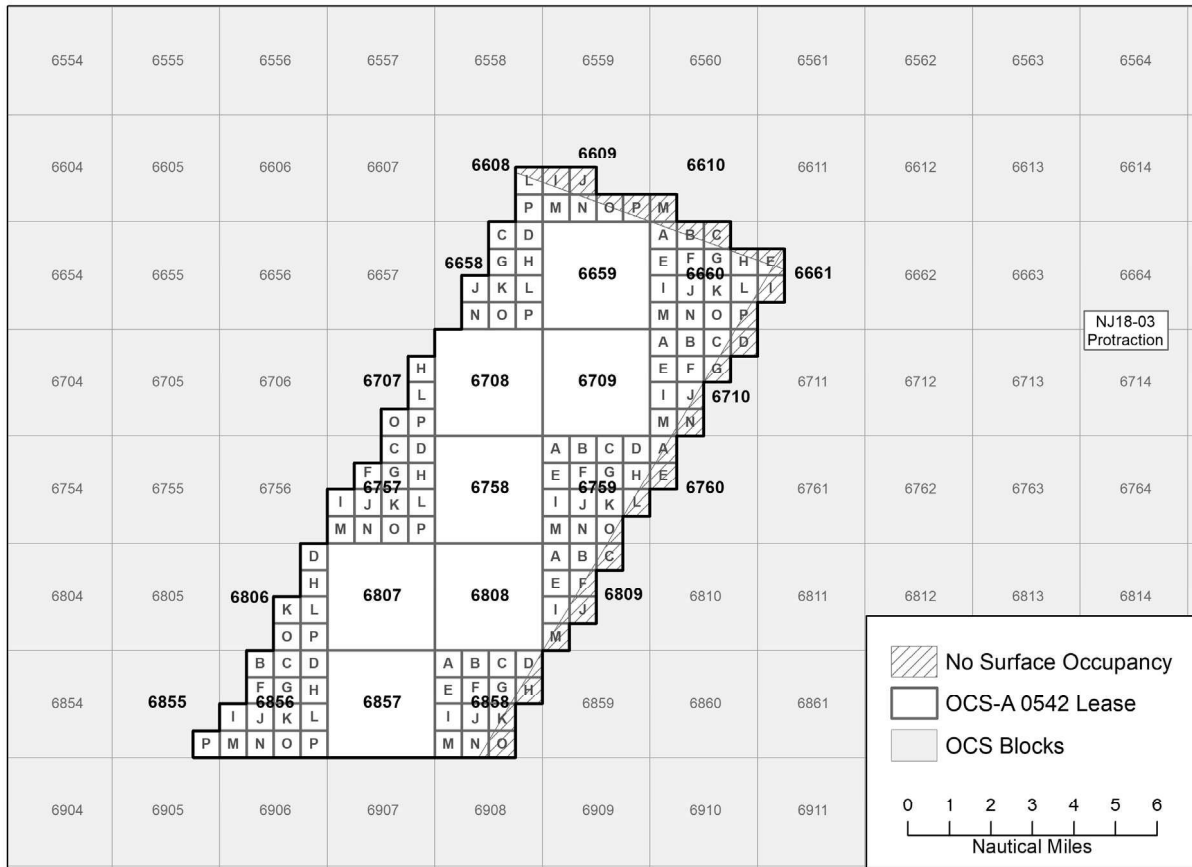 6554 6555 6556 6557 6558 6559 6560 6561 6562 6563 6564
6609
6604 6605 6606 6607 6608 6610 6611 6612 6613 6614
L I J
P M N O P M
C D A B C
6654 6655 6656 6657 6658 G H 6659 E F G H E 6661 6662 6663 6664
6660
J K L I J K L I
N O P M N O P
NJ18-03
Protraction
A B C D
H E F G
6704 6705 6706 6707 6708 6709 6711 6712 6713 6714
L I J 6710
O P M N
C D A B C D A
F G H E F G H E
6754 6755 6756 6757 6758 6759 6760 6761 6762 6763 6764
I J K L I J K L
M N O P M N O
D A B C
H E F
6804 6805 6806 6807 6808 6809 6810 6811 6812 6813 6814
K L I J
O P M
B C D A B C D
F G H E F G H
6854 6855 6856 6857 6858 6859 6860 6861
I J K L I J K
P M N O P M N O
6904 6905 6906 6907 6908 6909 6910 6911
No Surface Occupancy
OCS-A 0542 Lease
OCS Blocks
0 1 2 3 4 5 6
Nautical Miles